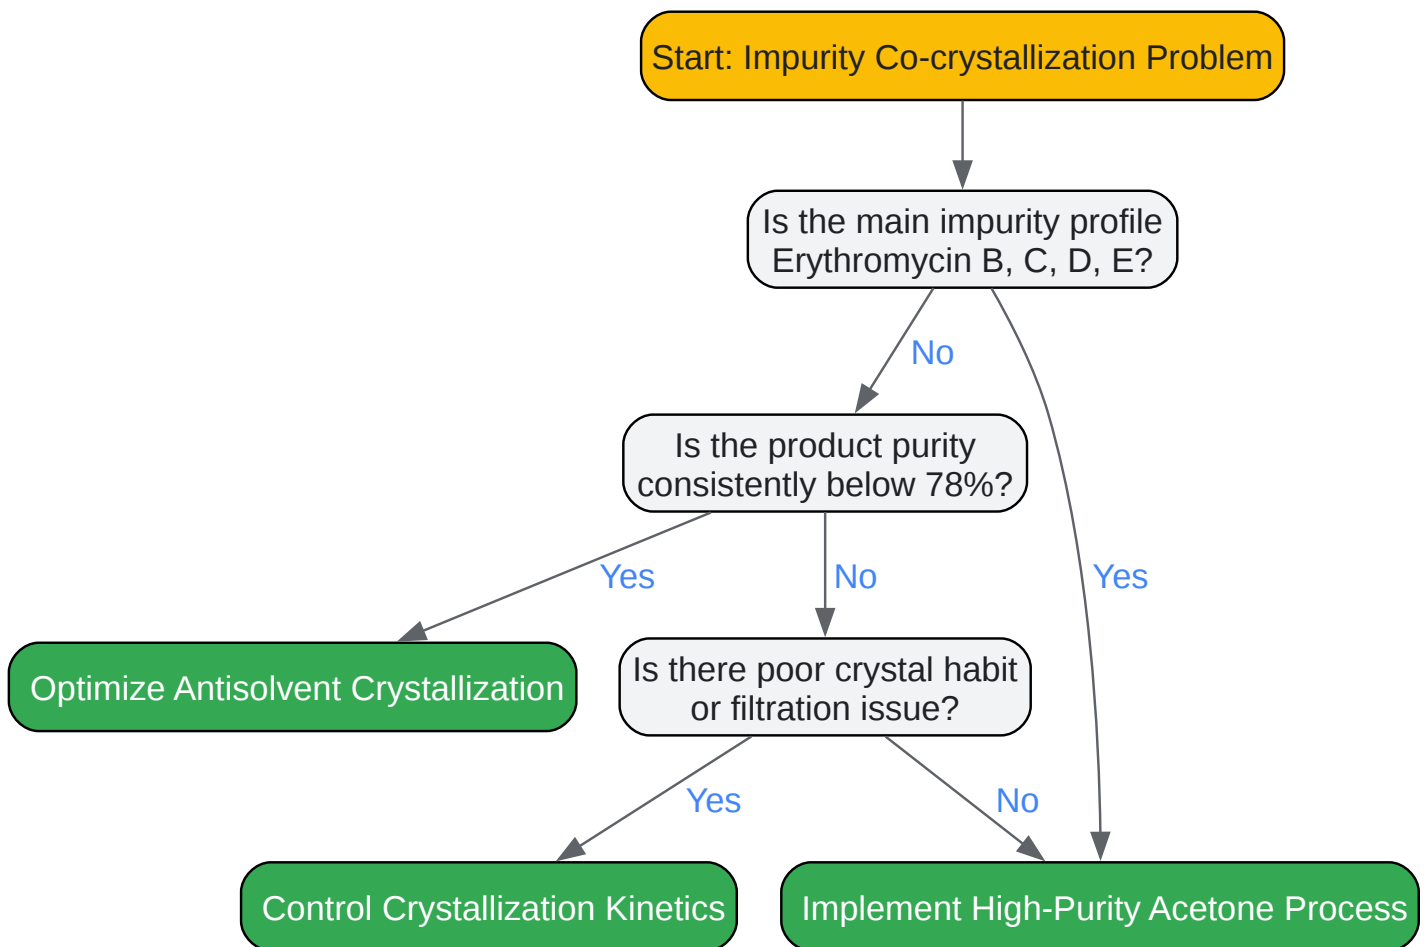 Start: Impurity Co-crystallization Problem
Is the main impurity profile
Erythromycin B, C, D, E?
No
Is the product purity
consistently below 78%?
Yes
No
Yes
Optimize Antisolvent Crystallization
Is there poor crystal habit
or filtration issue?
Yes
No
Control Crystallization Kinetics
Implement High-Purity Acetone Process